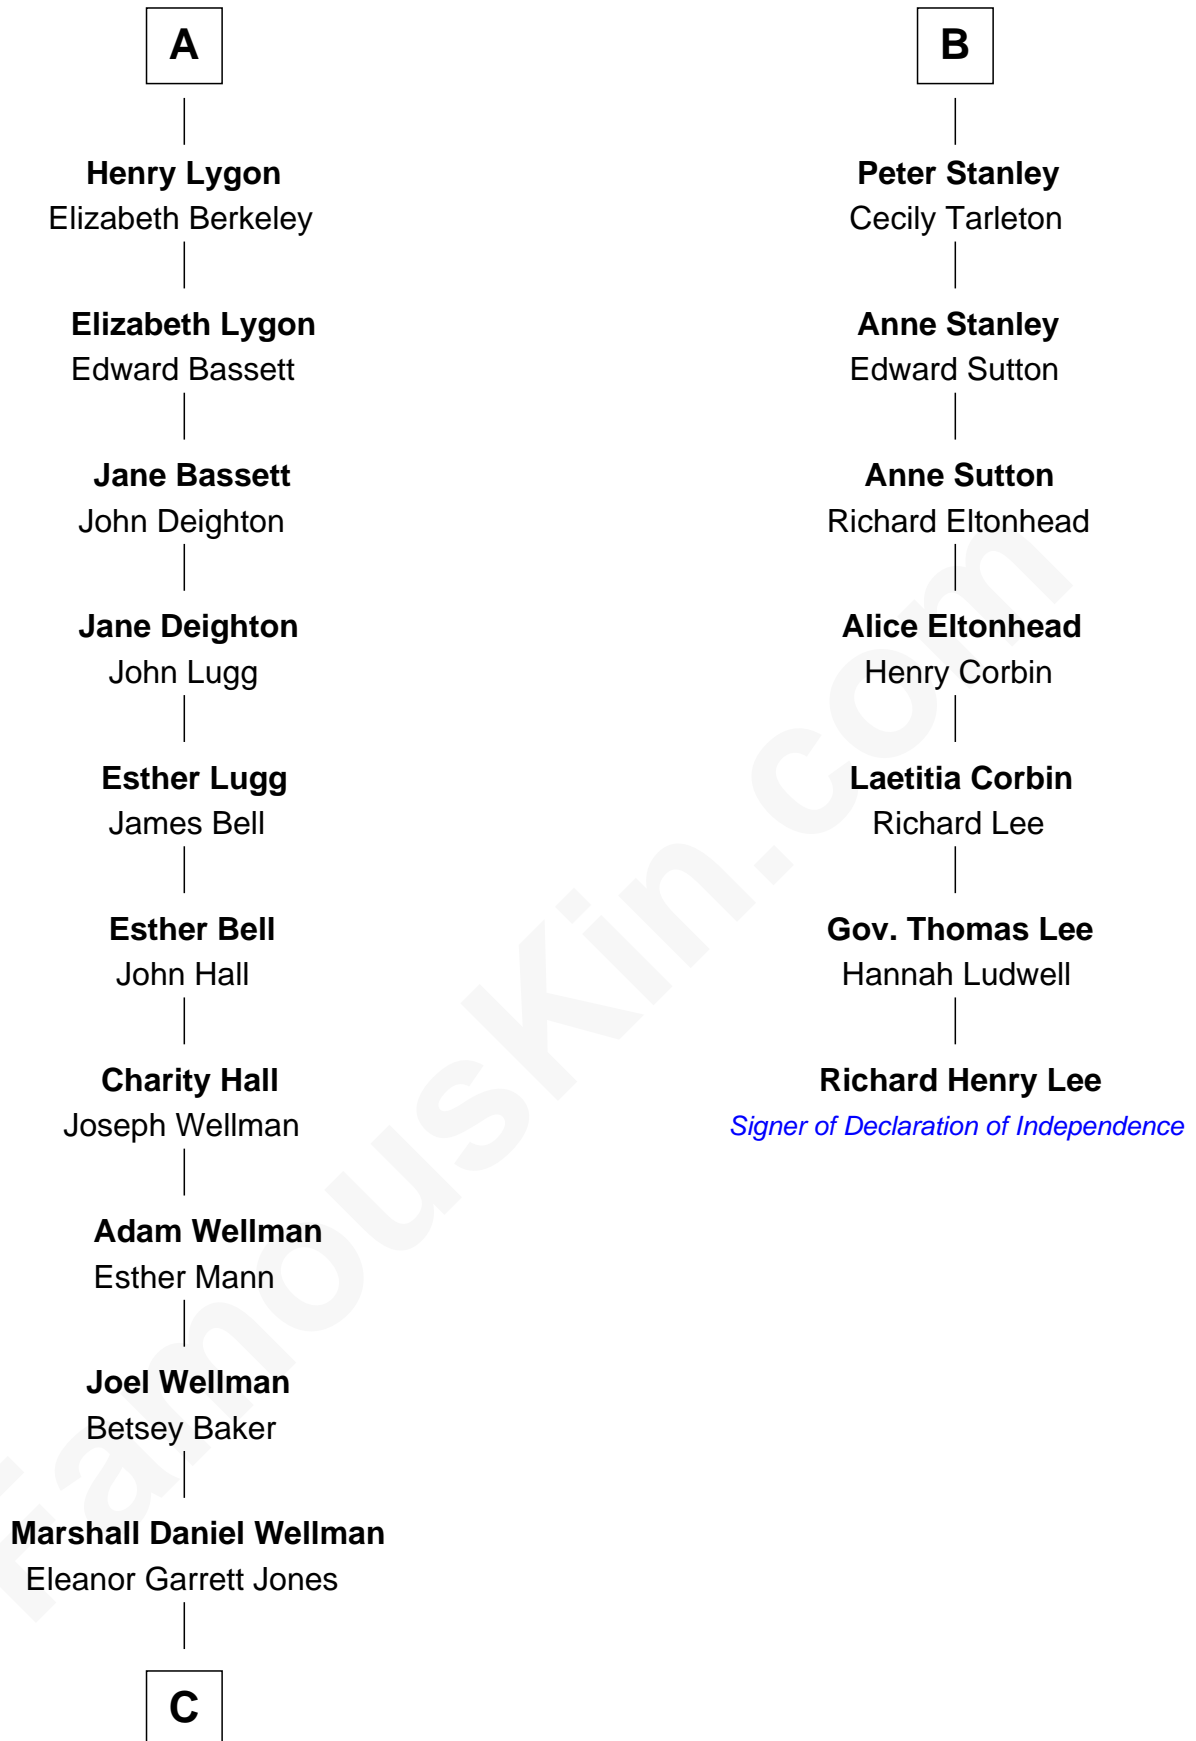 A
Henry Lygon
Elizabeth Berkeley
Elizabeth Lygon
Edward Bassett
Jane Bassett
John Deighton
Jane Deighton
John Lugg
Esther Lugg
James Bell
Esther Bell
John Hall
Charity Hall
Joseph Wellman
Adam Wellman
Esther Mann
Joel Wellman
Betsey Baker
Marshall Daniel Wellman
Eleanor Garrett Jones
C
B
Peter Stanley
Cecily Tarleton
Anne Stanley
Edward Sutton
Anne Sutton
Richard Eltonhead
Alice Eltonhead
Henry Corbin
Laetitia Corbin
Richard Lee
Gov. Thomas Lee
Hannah Ludwell
Richard Henry Lee
Signer of Declaration of Independence
FamousKin.com